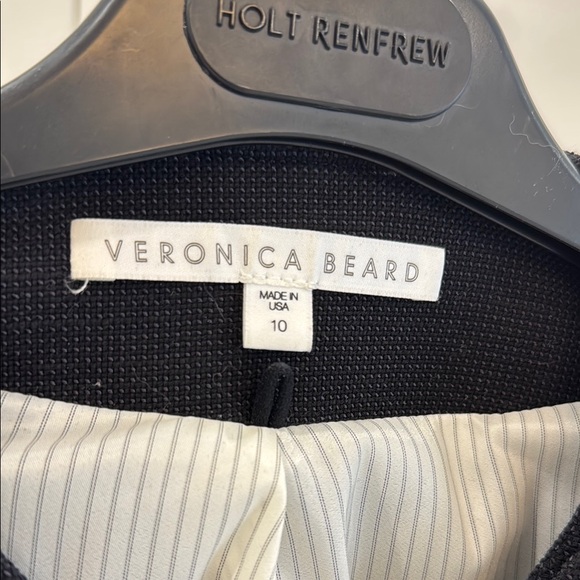 HOLT RENFREW
VERONICA BEARD
MADE IN
USA
10